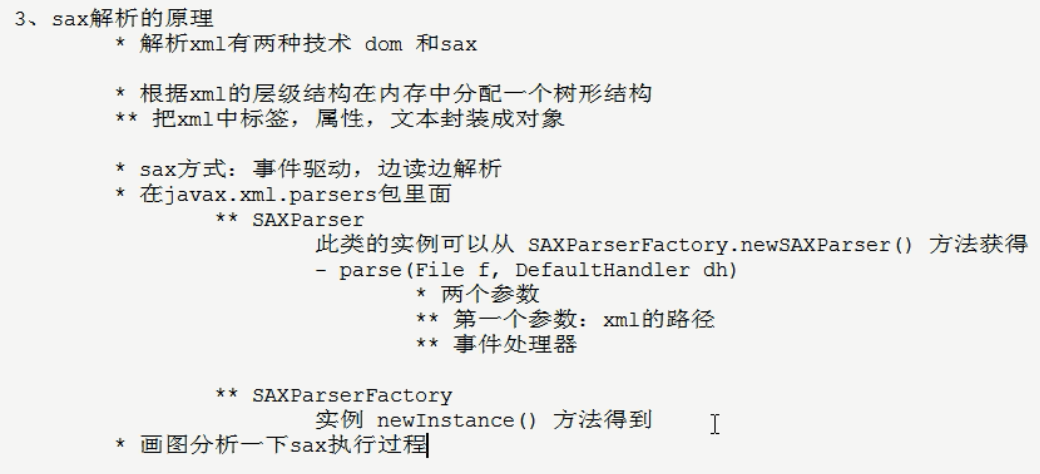 3、sax解析的原理
* 解析xml有两种技术 dom 和sax
* 根据xml的层级结构在内存中分配一个树形结构
** 把xml中标签，属性，文本封装成对象
* sax方式：事件驱动，边读边解析
* 在javax.xml.parsers包里面
** SAXParser
此类的实例可以从 SAXParserFactory.newSAXParser() 方法获得
- parse(File f, DefaultHandler dh)
* 两个参数
** 第一个参数：xml的路径
** 事件处理器
** SAXParserFactory
实例 newInstance() 方法得到
* 画图分析一下sax执行过程